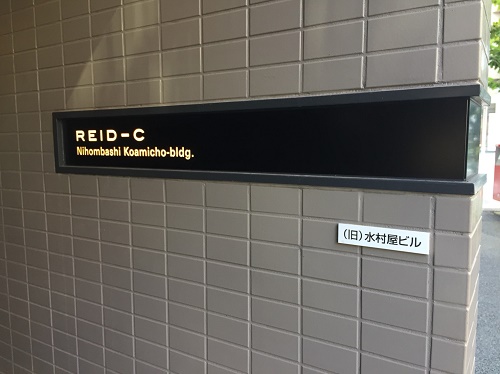 REID-C
Nihombashi Koamicho-bldg.
(旧)水村屋ビル